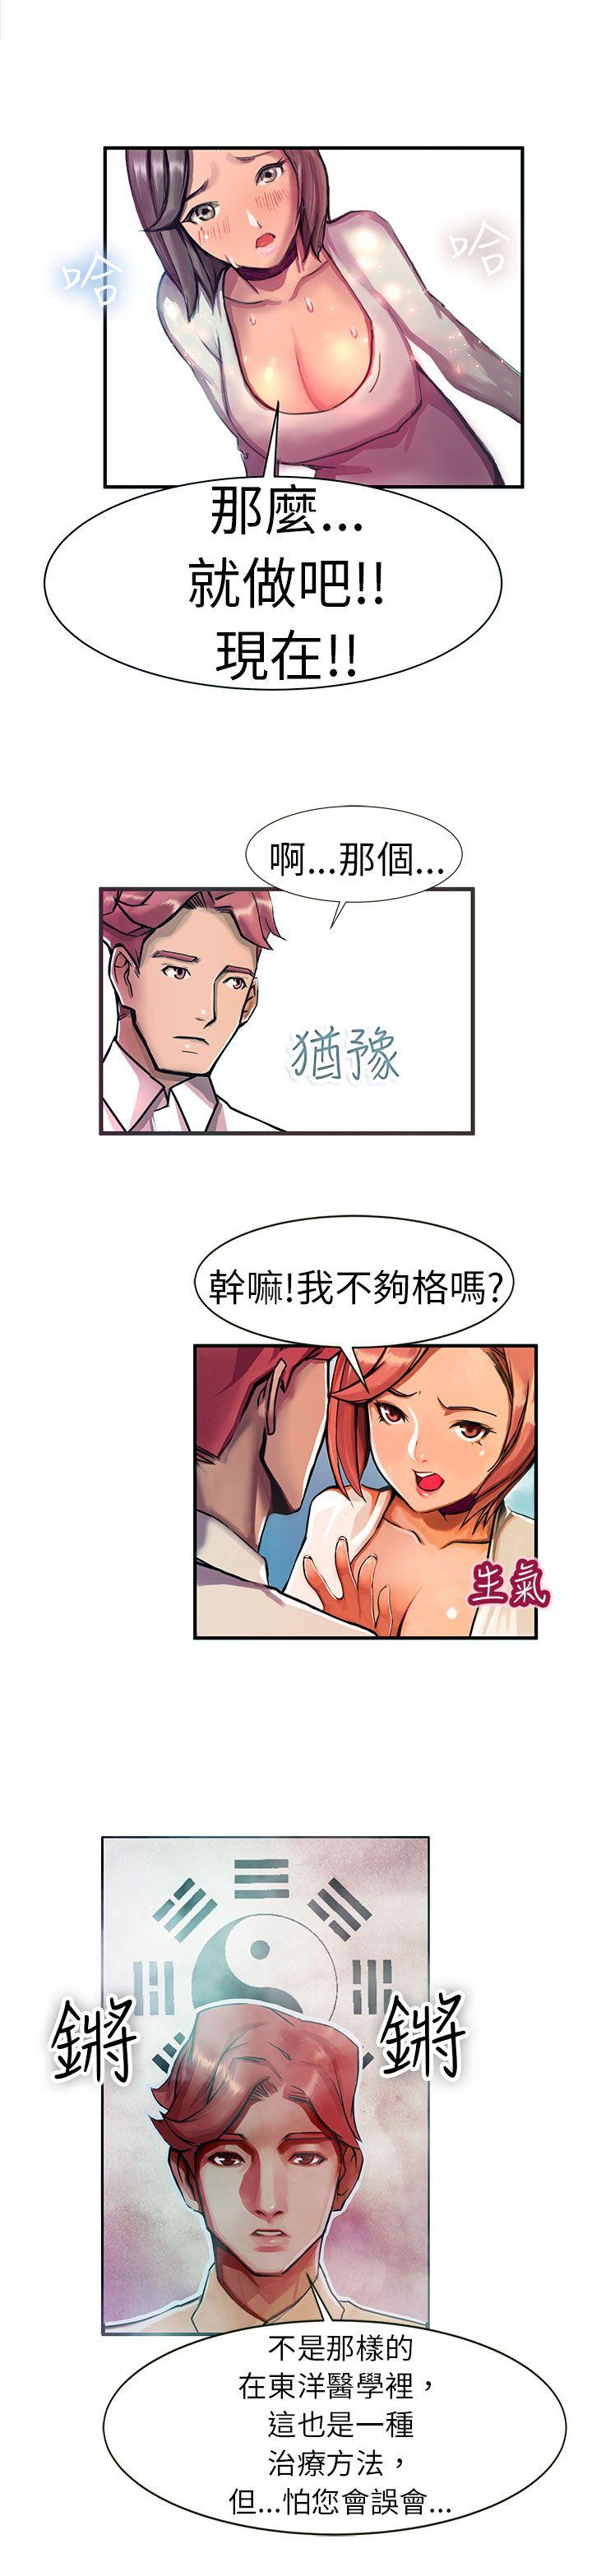 哈
哈
那麼...
就做吧!!
現在!!
啊...那個...
猶豫
幹嘛!我不夠格嗎?
生氣
鏘
鏘
不是那樣的
在東洋醫學裡，
這也是一種
治療方法，
但...怕您會誤會...